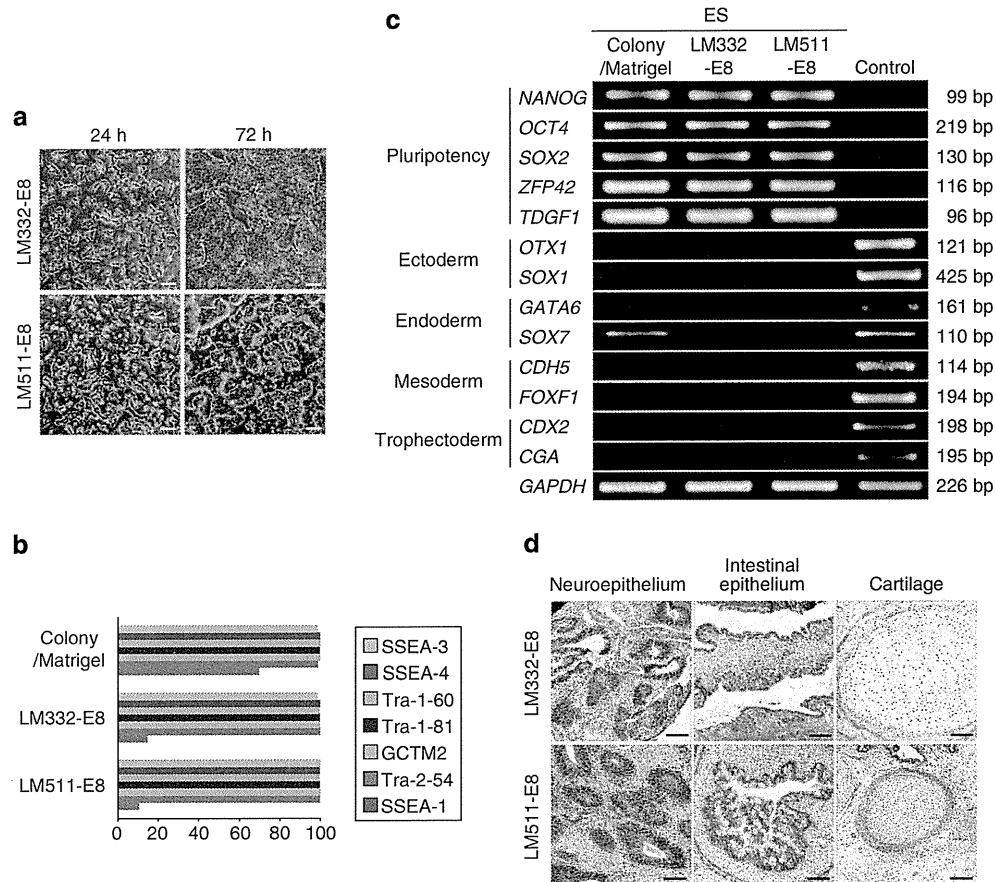 a
24 h 72 h
LM332-E8
LM511-E8
b
Colony
/Matrigel
LM332-E8
LM511-E8
0 20 40 60 80 100
SSEA-3
SSEA-4
Tra-1-60
Tra-1-81
GCTM2
Tra-2-54
SSEA-1
c
ES
Colony
/Matrigel
LM332
-E8
LM511
-E8
Control
Pluripotency
NANOG 99 bp
OCT4 219 bp
SOX2 130 bp
ZFP42 116 bp
TDGF1 96 bp
Ectoderm
OTX1 121 bp
SOX1 425 bp
Endoderm
GATA6 161 bp
SOX7 110 bp
Mesoderm
CDH5 114 bp
FOXF1 194 bp
Trophectoderm
CDX2 198 bp
CGA 195 bp
GAPDH 226 bp
d
Neuroepithelium
Intestinal
epithelium
Cartilage
LM332-E8
LM511-E8